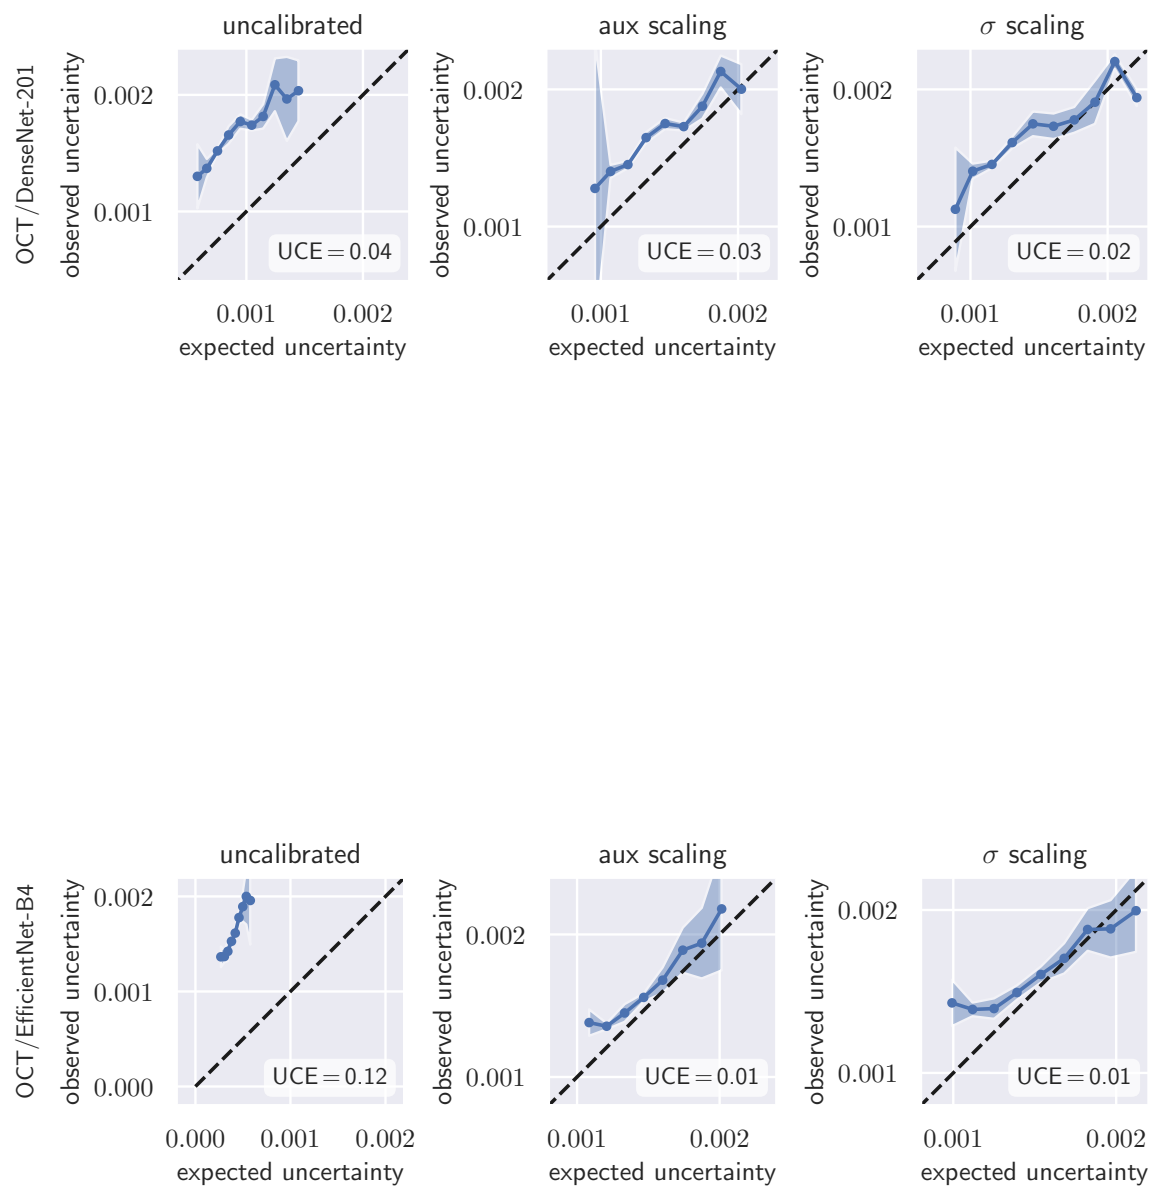 uncalibrated
OCT/DenseNet-201
observed uncertainty
0.002
0.001
UCE = 0.04
0.001 0.002
expected uncertainty
aux scaling
observed uncertainty
0.002
0.001
UCE = 0.03
0.001 0.002
expected uncertainty
σ scaling
observed uncertainty
0.002
0.001
UCE = 0.02
0.001 0.002
expected uncertainty
uncalibrated
OCT/EfficientNet-B4
observed uncertainty
0.002
0.001
0.000
UCE = 0.12
0.000 0.001 0.002
expected uncertainty
aux scaling
observed uncertainty
0.002
0.001
UCE = 0.01
0.001 0.002
expected uncertainty
σ scaling
observed uncertainty
0.002
0.001
UCE = 0.01
0.001 0.002
expected uncertainty